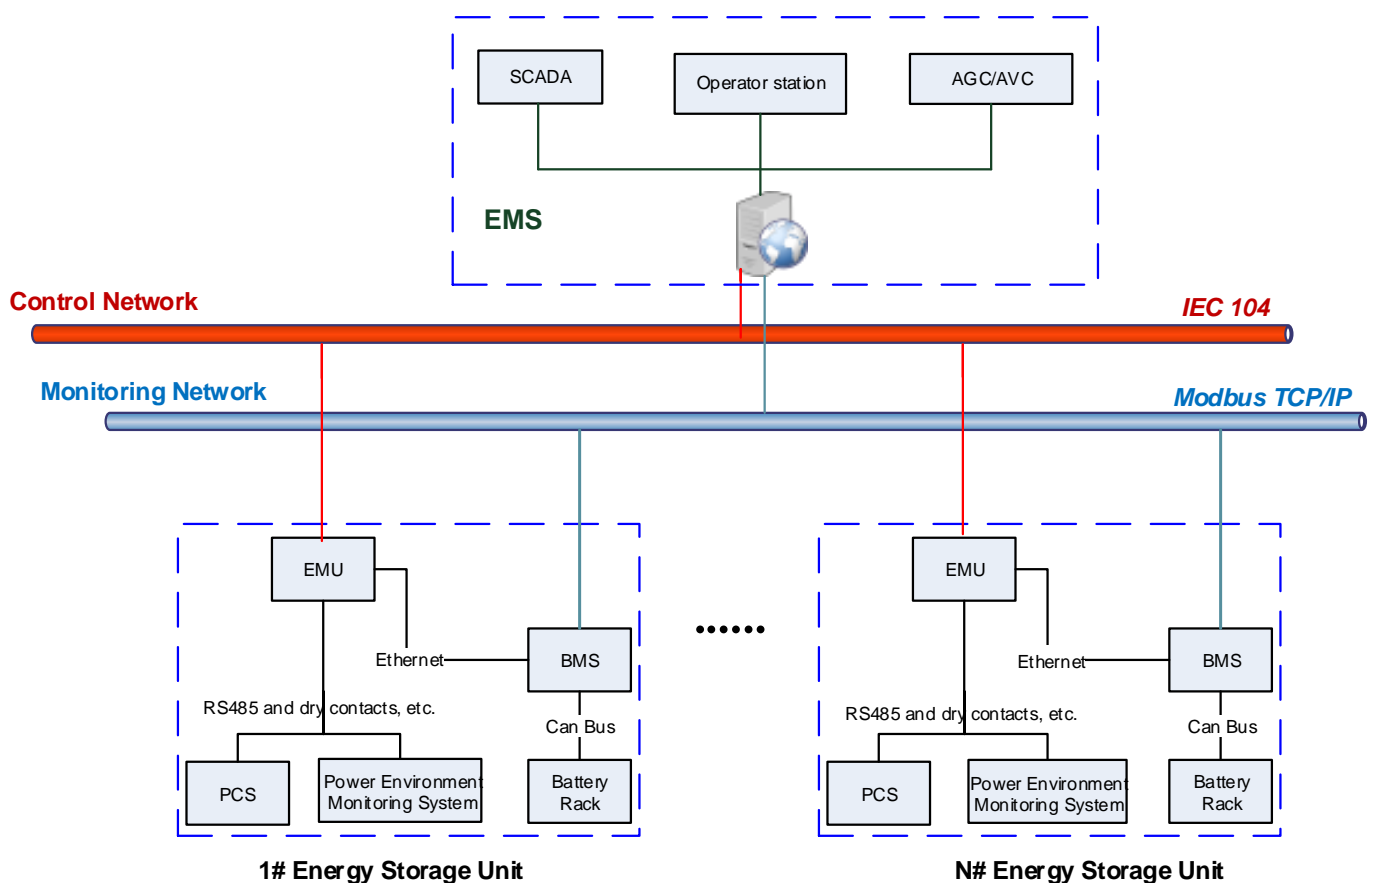 SCADA
Operator station
AGC/AVC
EMS
Control Network
IEC 104
Monitoring Network
Modbus TCP/IP
EMU
Ethernet
BMS
RS485 and dry contacts, etc.
Can Bus
PCS
Power Environment
Monitoring System
Battery
Rack
1# Energy Storage Unit
......
EMU
Ethernet
BMS
RS485 and dry contacts, etc.
Can Bus
PCS
Power Environment
Monitoring System
Battery
Rack
N# Energy Storage Unit